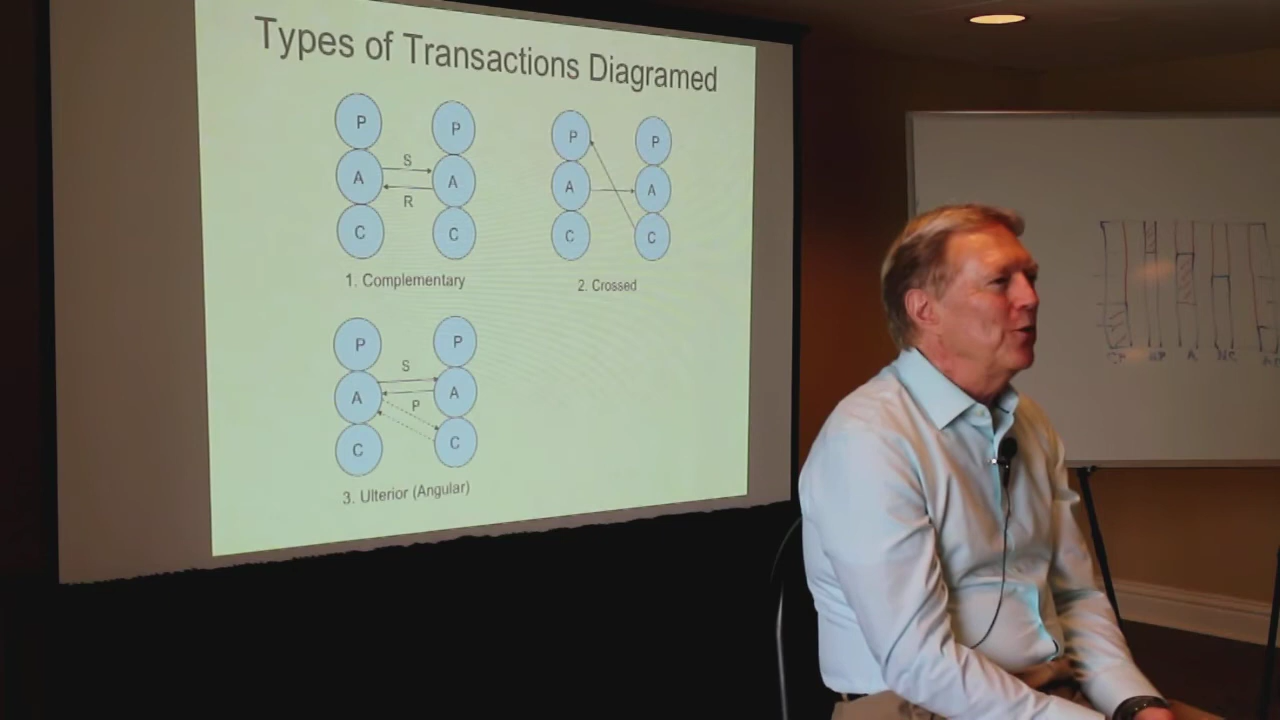 Types of Transactions Diagramed
P P
A S A
R
C C
1. Complementary
P P
A A
C C
2. Crossed
P P
S
A A
P
C C
3. Ulterior (Angular)
A